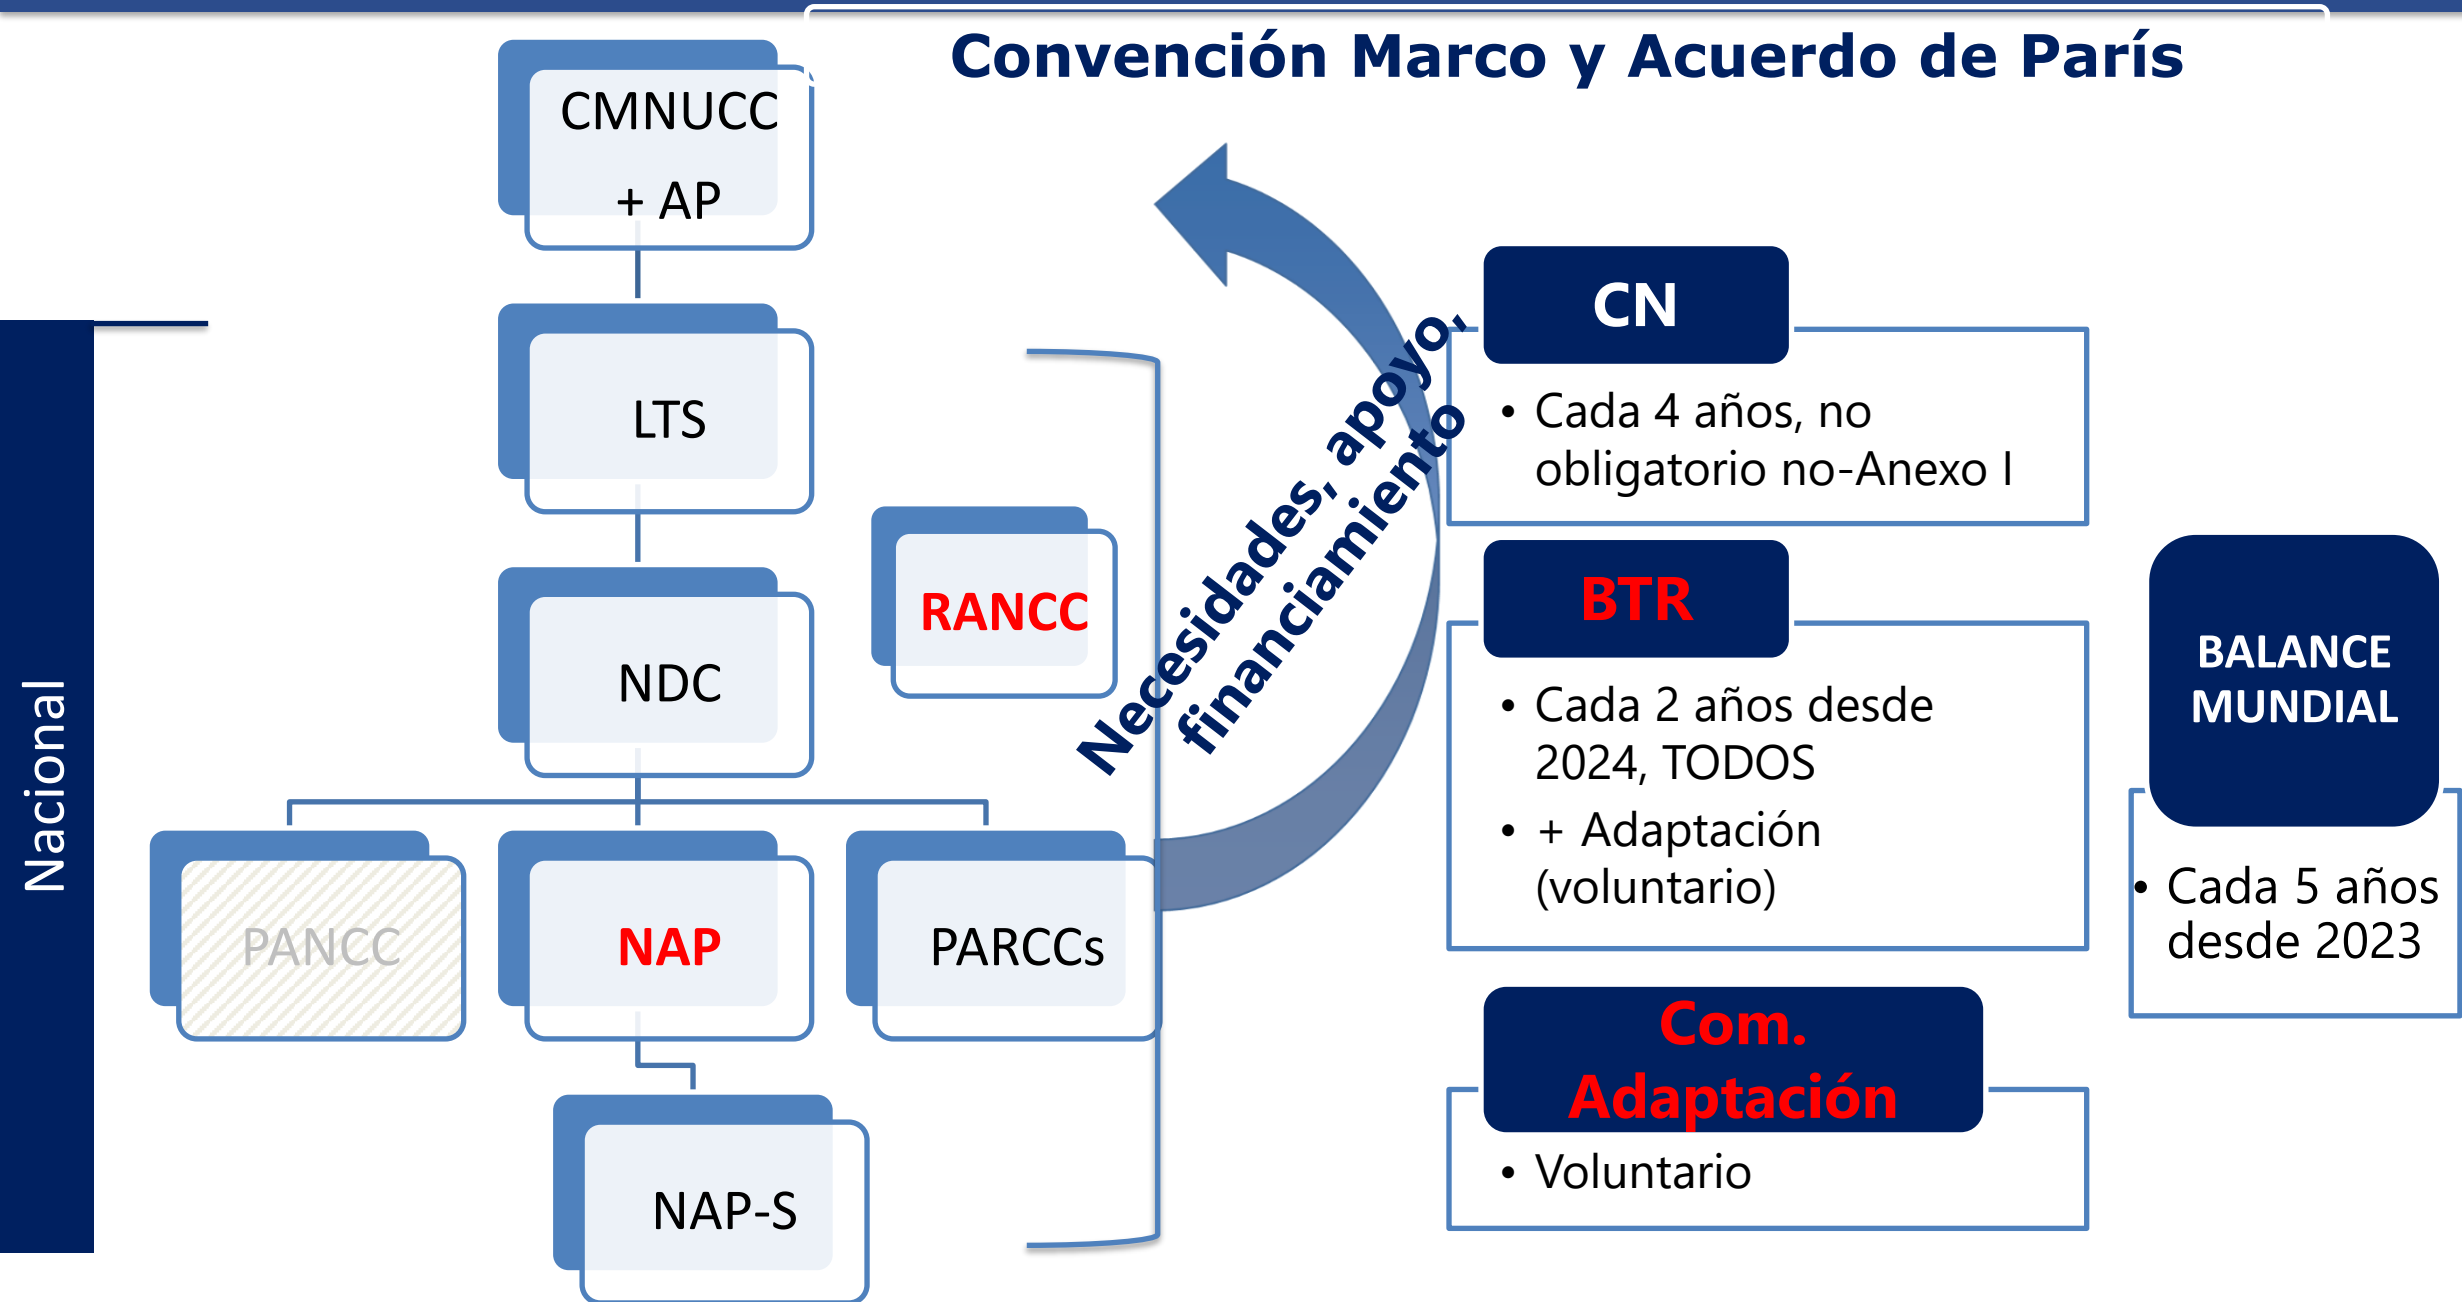 Convención Marco y Acuerdo de París
CMNUCC
+ AP
LTS
NDC
RANCC
PANCC
NAP
PARCCs
NAP-S
Nacional
Necesidades, apoyo,
financiamiento
CN
• Cada 4 años, no
obligatorio no-Anexo I
BTR
• Cada 2 años desde
2024, TODOS
• + Adaptación
(voluntario)
Com.
Adaptación
• Voluntario
BALANCE
MUNDIAL
• Cada 5 años
desde 2023